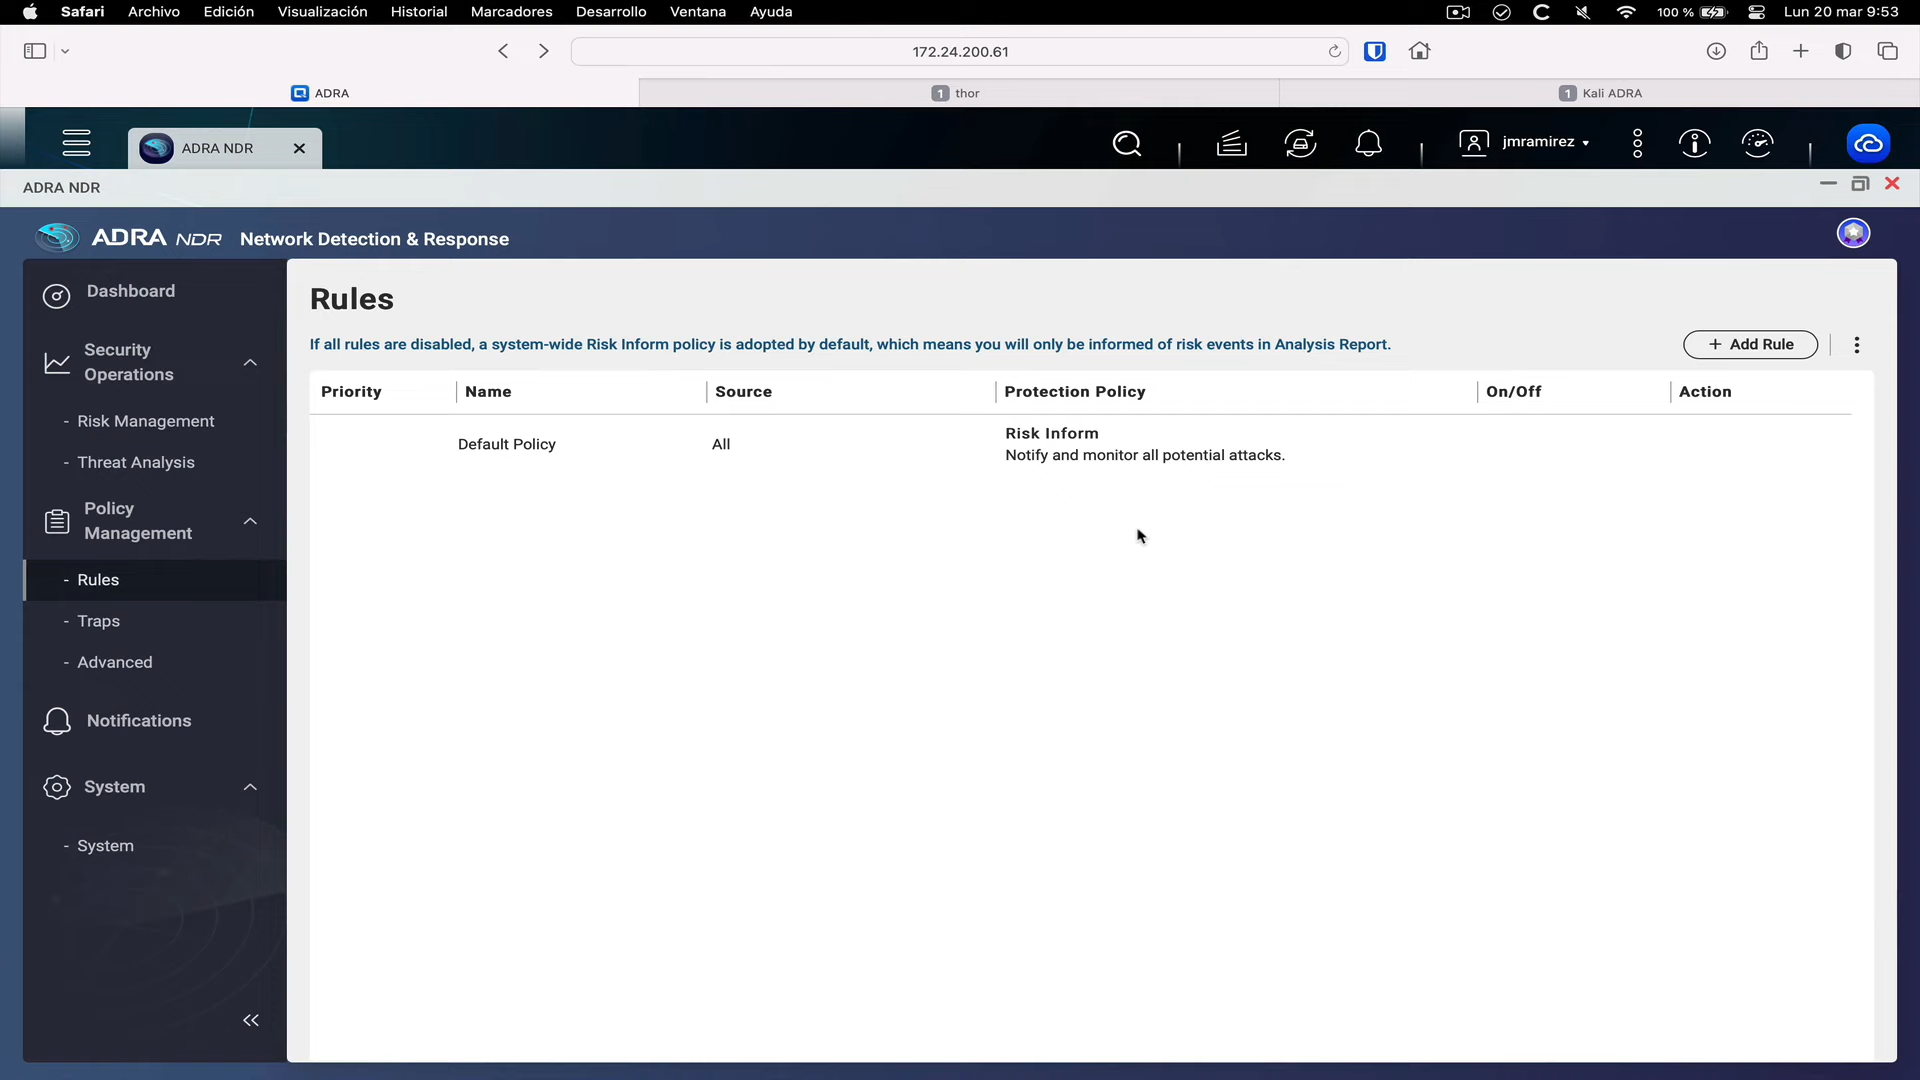 Safari Archivo Edición Visualización Historial Marcadores Desarrollo Ventana Ayuda 100 % Lun 20 mar 9:53
172.24.200.61
ADRA 1 thor 1 Kali ADRA
ADRA NDR jmramirez
ADRA NDR
ADRA NDR Network Detection & Response
Dashboard
Security
Operations
- Risk Management
- Threat Analysis
Policy
Management
- Rules
- Traps
- Advanced
Notifications
System
- System
Rules
If all rules are disabled, a system-wide Risk Inform policy is adopted by default, which means you will only be informed of risk events in Analysis Report.
+ Add Rule
Priority Name Source Protection Policy On/Off Action
Default Policy All Risk Inform
Notify and monitor all potential attacks.